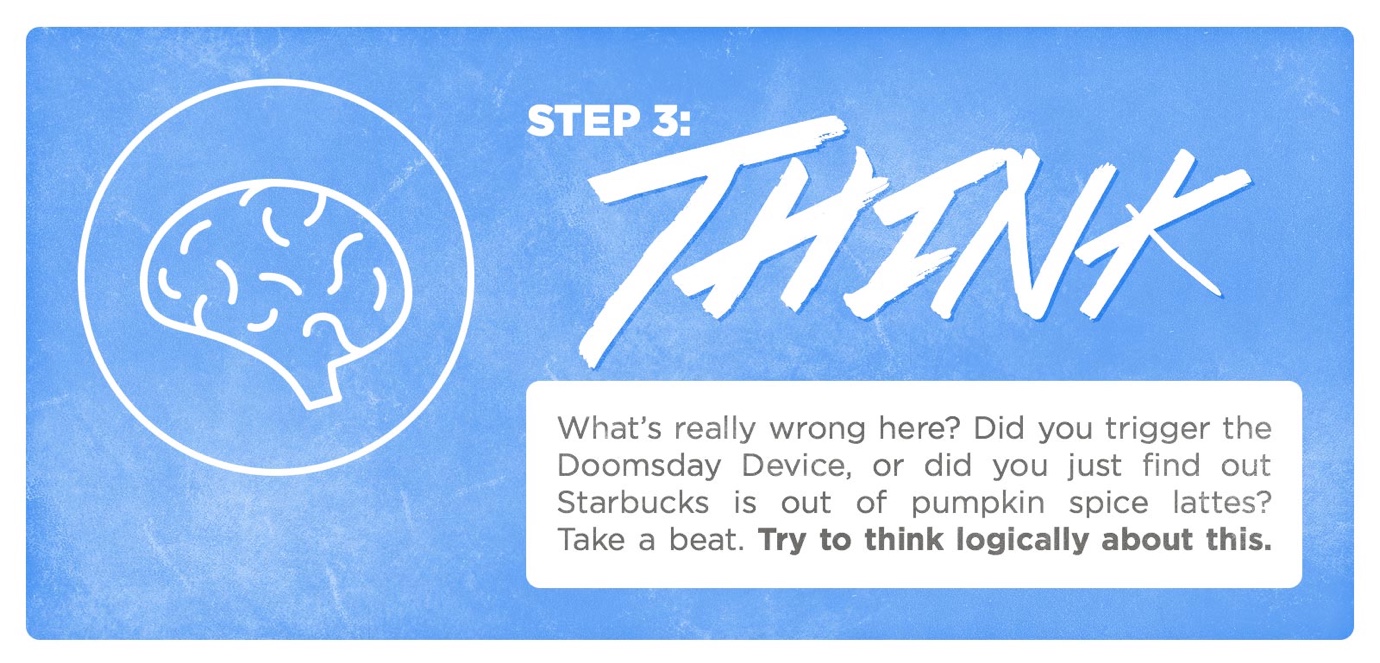 STEP 3:
THINK
What’s really wrong here? Did you trigger the
Doomsday Device, or did you just find out
Starbucks is out of pumpkin spice lattes?
Take a beat. Try to think logically about this.